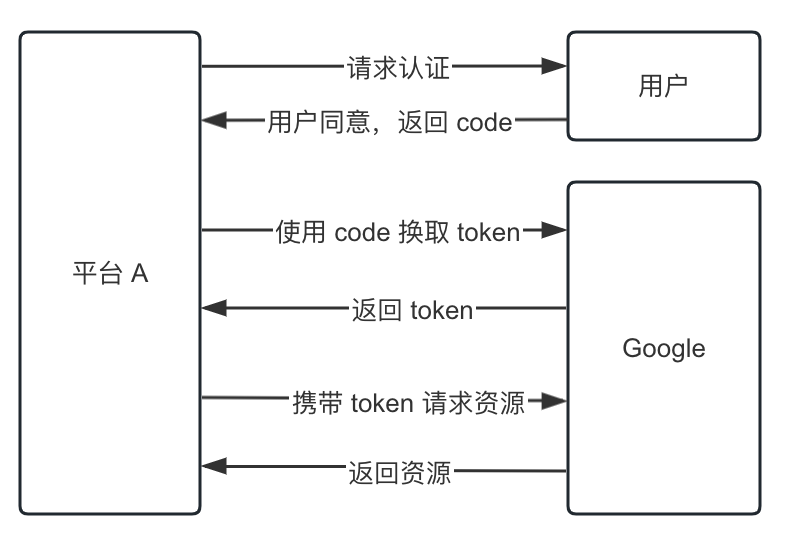 请求认证
用户
用户同意，返回 code
使用 code 换取 token
平台 A
返回 token
Google
携带 token 请求资源
返回资源